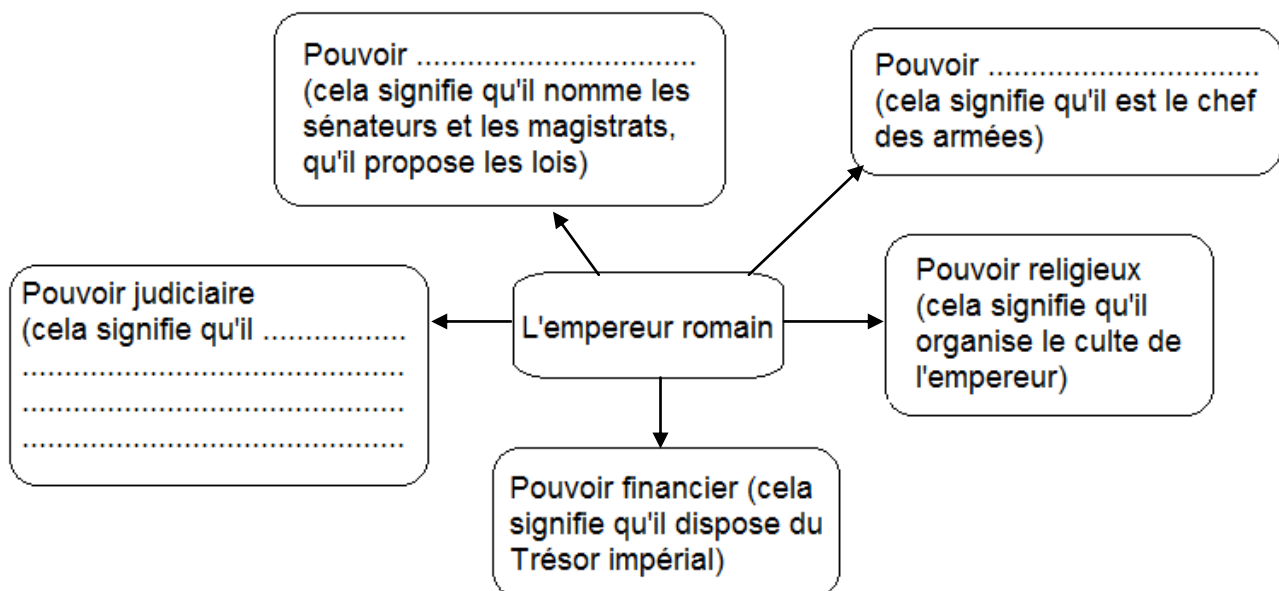 Pouvoir .................................
(cela signifie qu'il nomme les
sénateurs et les magistrats,
qu'il propose les lois)
Pouvoir ................................
(cela signifie qu'il est le chef
des armées)
Pouvoir judiciaire
(cela signifie qu'il .................
.............................................
.............................................
.............................................
L'empereur romain
Pouvoir religieux
(cela signifie qu'il
organise le culte de
l'empereur)
Pouvoir financier (cela
signifie qu'il dispose du
Trésor impérial)